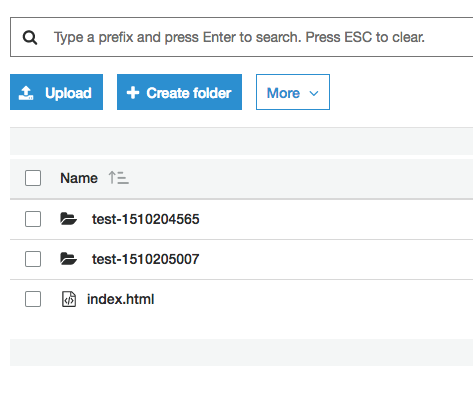 Type a prefix and press Enter to search. Press ESC to clear.
Upload Create folder More
Name
test-1510204565
test-1510205007
index.html